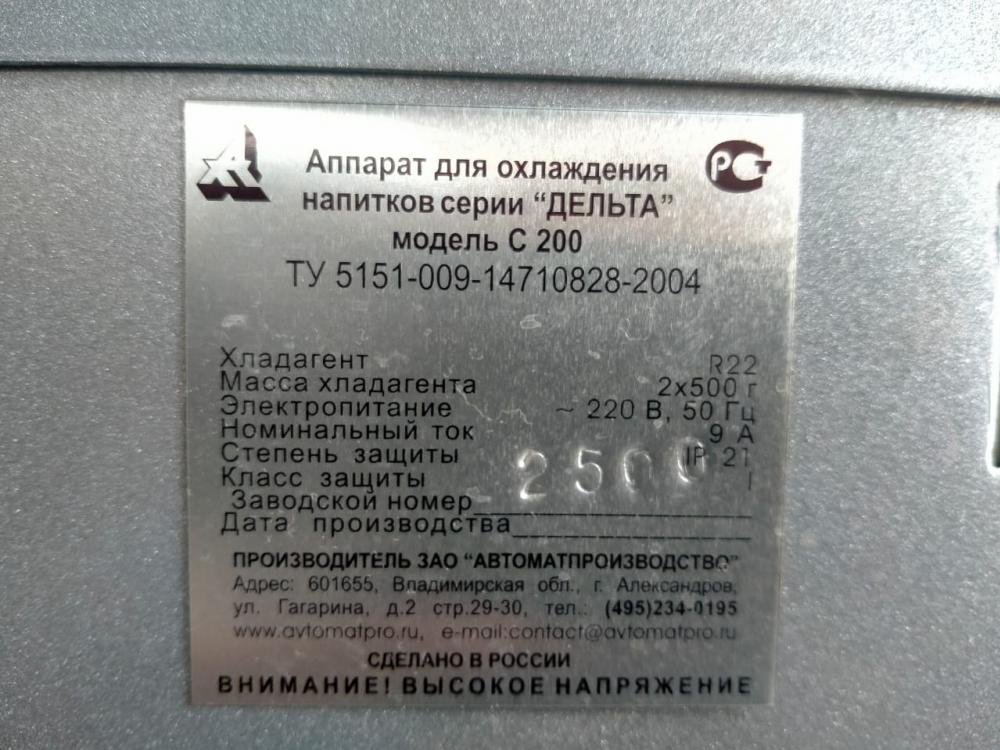 Аппарат для охлаждения
напитков серии “ДЕЛЬТА”
модель С 200
ТУ 5151-009-14710828-2004
РСТ
Хладагент R22
Масса хладагента 2х500 г
Электропитание ~ 220 В, 50 Гц
Номинальный ток 9 А
Степень защиты IP 21
Класс защиты I
Заводской номер 2500
Дата производства
ПРОИЗВОДИТЕЛЬ ЗАО “АВТОМАТПРОИЗВОДСТВО”
Адрес: 601655, Владимирская обл., г. Александров,
ул. Гагарина, д.2 стр.29-30, тел.: (495)234-0195
www.avtomatpro.ru, e-mail:contact@avtomatpro.ru
СДЕЛАНО В РОССИИ
ВНИМАНИЕ! ВЫСОКОЕ НАПРЯЖЕНИЕ